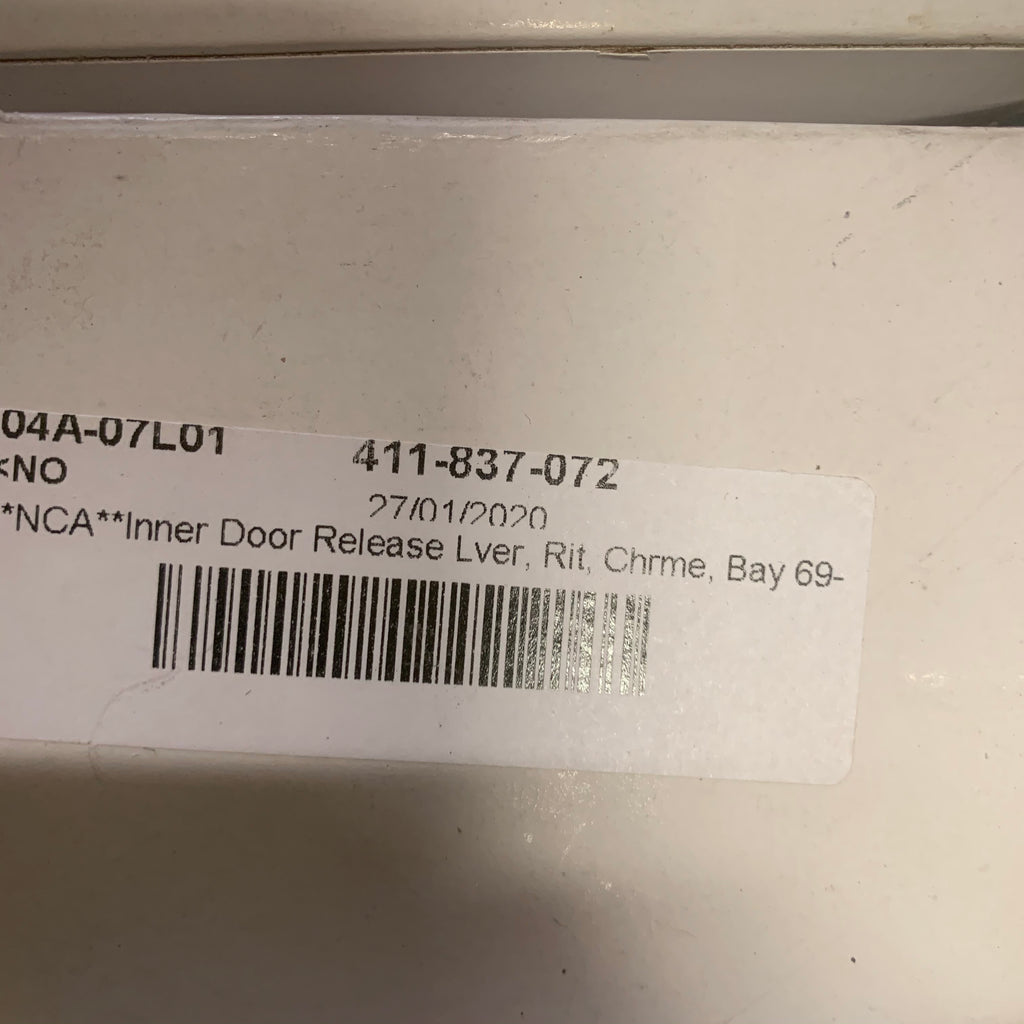 04A-07L01 411-837-072
<NO 27/01/2020
*NCA**Inner Door Release Lver, Rit, Chrme, Bay 69-